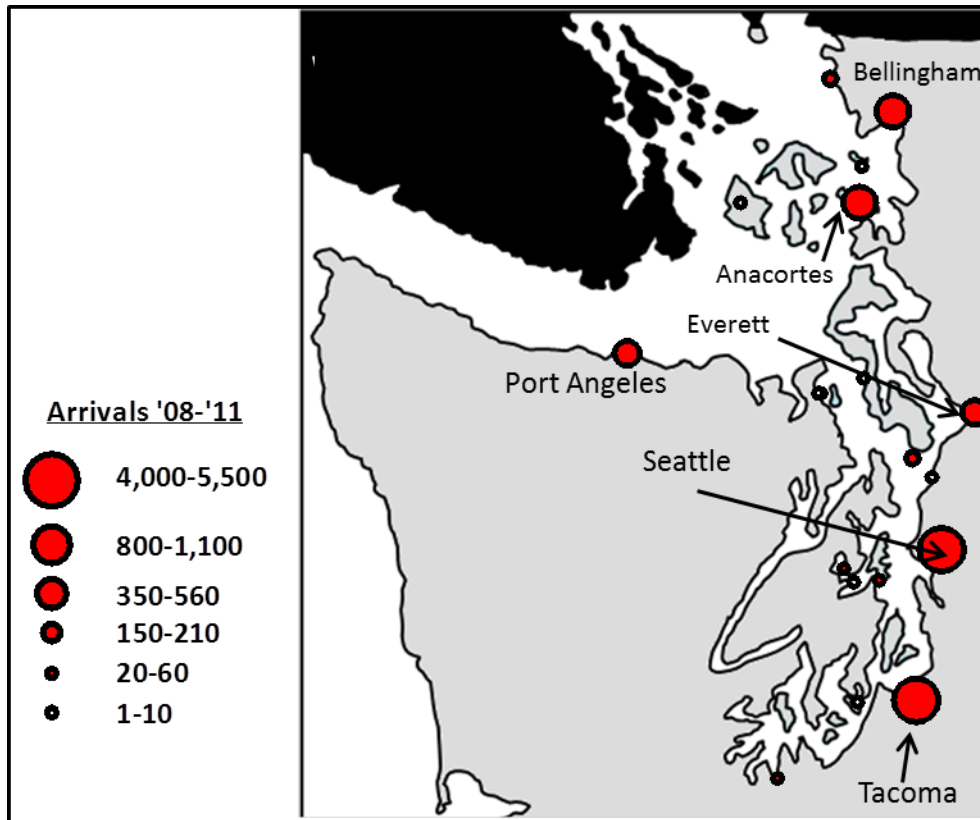 Bellingham
Anacortes
Everett
Port Angeles
Seattle
Tacoma
Arrivals '08-'11
4,000-5,500
800-1,100
350-560
150-210
20-60
1-10